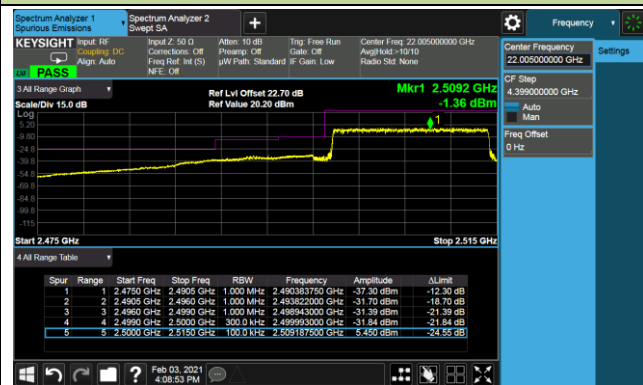 Spectrum Analyzer 1
Spurious Emissions
Spectrum Analyzer 2
Swept SA
+
Frequency
KEYSIGHT
Input: RF
Coupling: DC
Align: Auto
Input Z: 50 Ω
Corrections: Off
Freq Ref: Int (S)
NFE: Off
Atten: 10 dB
Preamp: Off
µW Path: Standard
Trig: Free Run
Gate: Off
IF Gain: Low
Center Freq: 22.005000000 GHz
Avg|Hold:>10/10
Radio Std: None
PASS
Center Frequency
22.005000000 GHz
Settings
CF Step
4.399000000 GHz
Auto
Man
Freq Offset
0 Hz
3 All Range Graph
Scale/Div 15.0 dB
Ref Lvl Offset 22.70 dB
Ref Value 20.20 dBm
Mkr1 2.5092 GHz
-1.36 dBm
Log
5.20
-9.80
-24.8
-39.8
-54.8
-69.8
-84.8
-99.8
-115
1
Start 2.475 GHz
Stop 2.515 GHz
4 All Range Table
Spur Range Start Freq Stop Freq RBW Frequency Amplitude ΔLimit
1 1 2.4750 GHz 2.4905 GHz 1.000 MHz 2.490383750 GHz -37.30 dBm -12.30 dB
2 2 2.4905 GHz 2.4960 GHz 1.000 MHz 2.493822000 GHz -31.70 dBm -18.70 dB
3 3 2.4960 GHz 2.4990 GHz 1.000 MHz 2.498943000 GHz -31.39 dBm -21.39 dB
4 4 2.4990 GHz 2.5000 GHz 300.0 kHz 2.499993000 GHz -31.84 dBm -21.84 dB
5 5 2.5000 GHz 2.5150 GHz 100.0 kHz 2.509187500 GHz 5.450 dBm -24.55 dB
?
Feb 03, 2021
4:08:53 PM